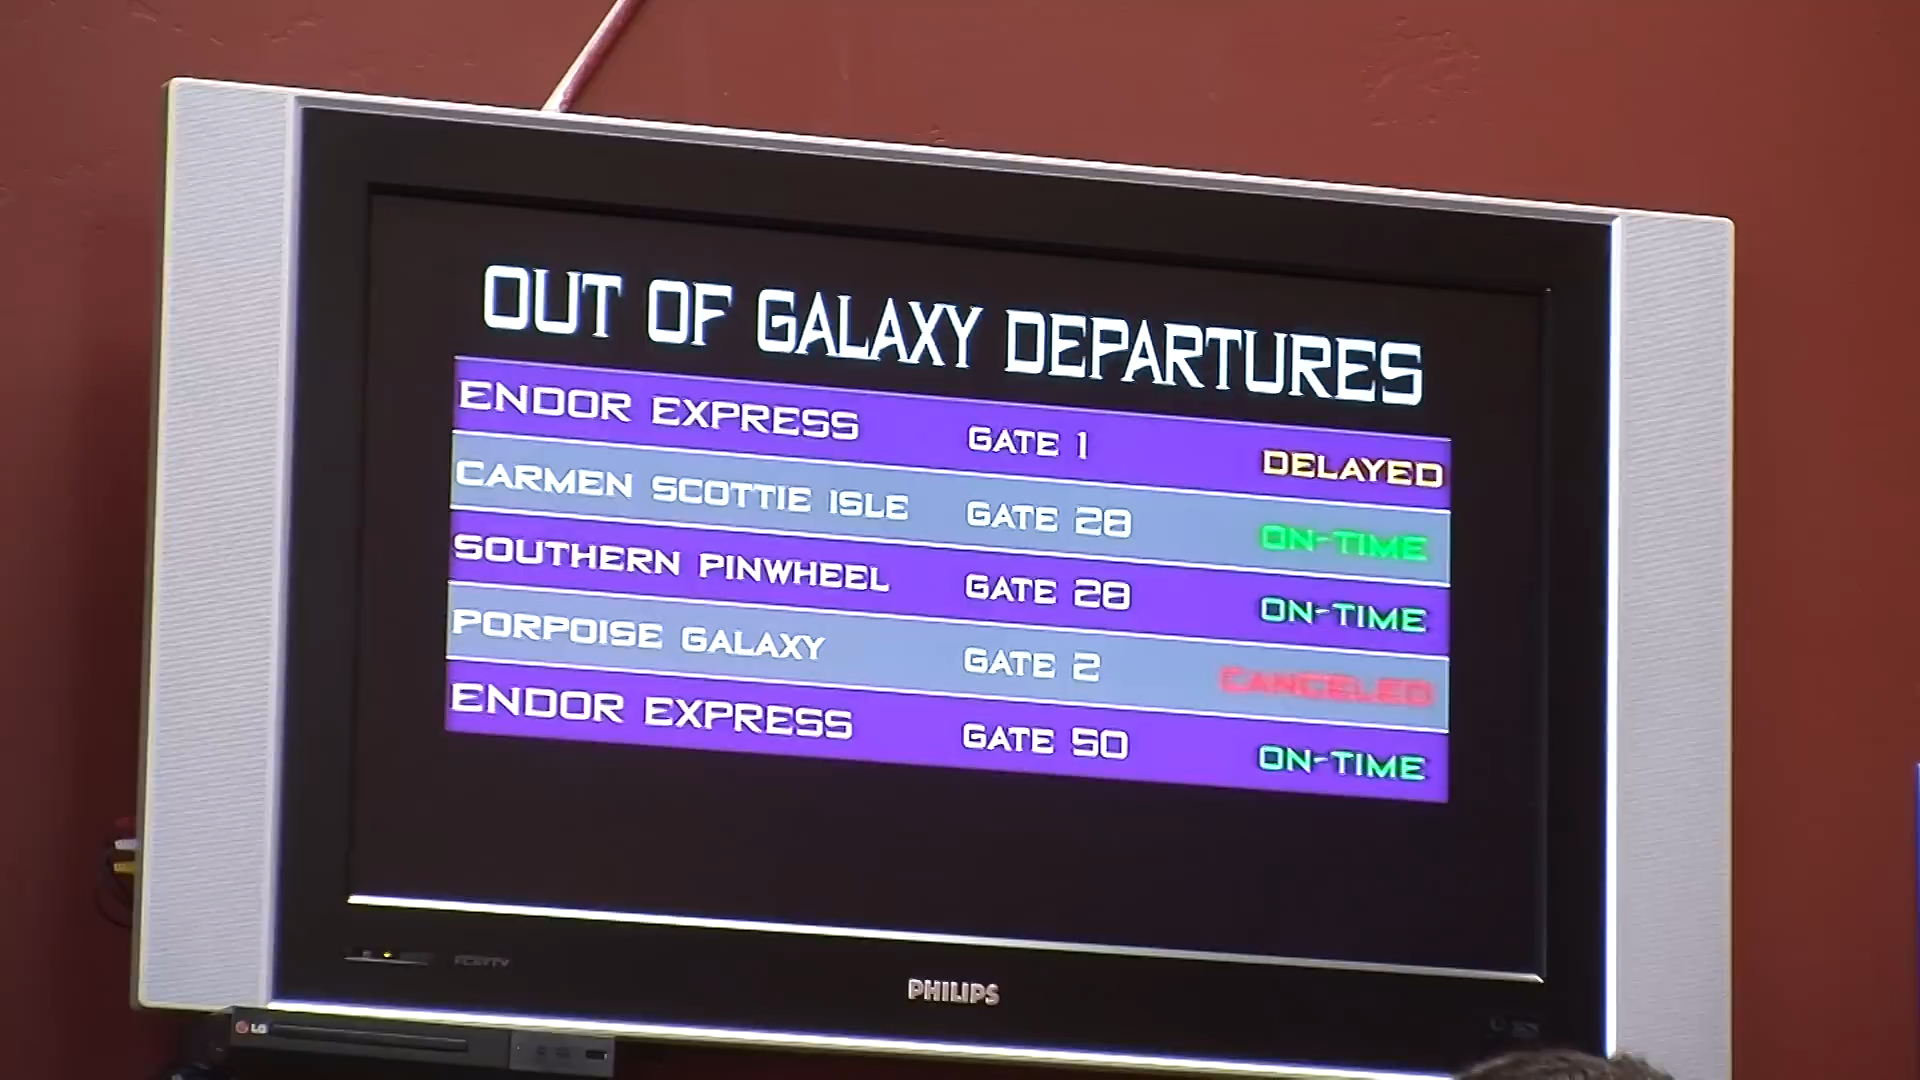 OUT OF GALAXY DEPARTURES
ENDOR EXPRESS GATE 1 DELAYED
CARMEN SCOTTIE ISLE GATE 28 ON-TIME
SOUTHERN PINWHEEL GATE 28 ON-TIME
PORPOISE GALAXY GATE 2 CANCELED
ENDOR EXPRESS GATE 50 ON-TIME
PHILIPS
LG